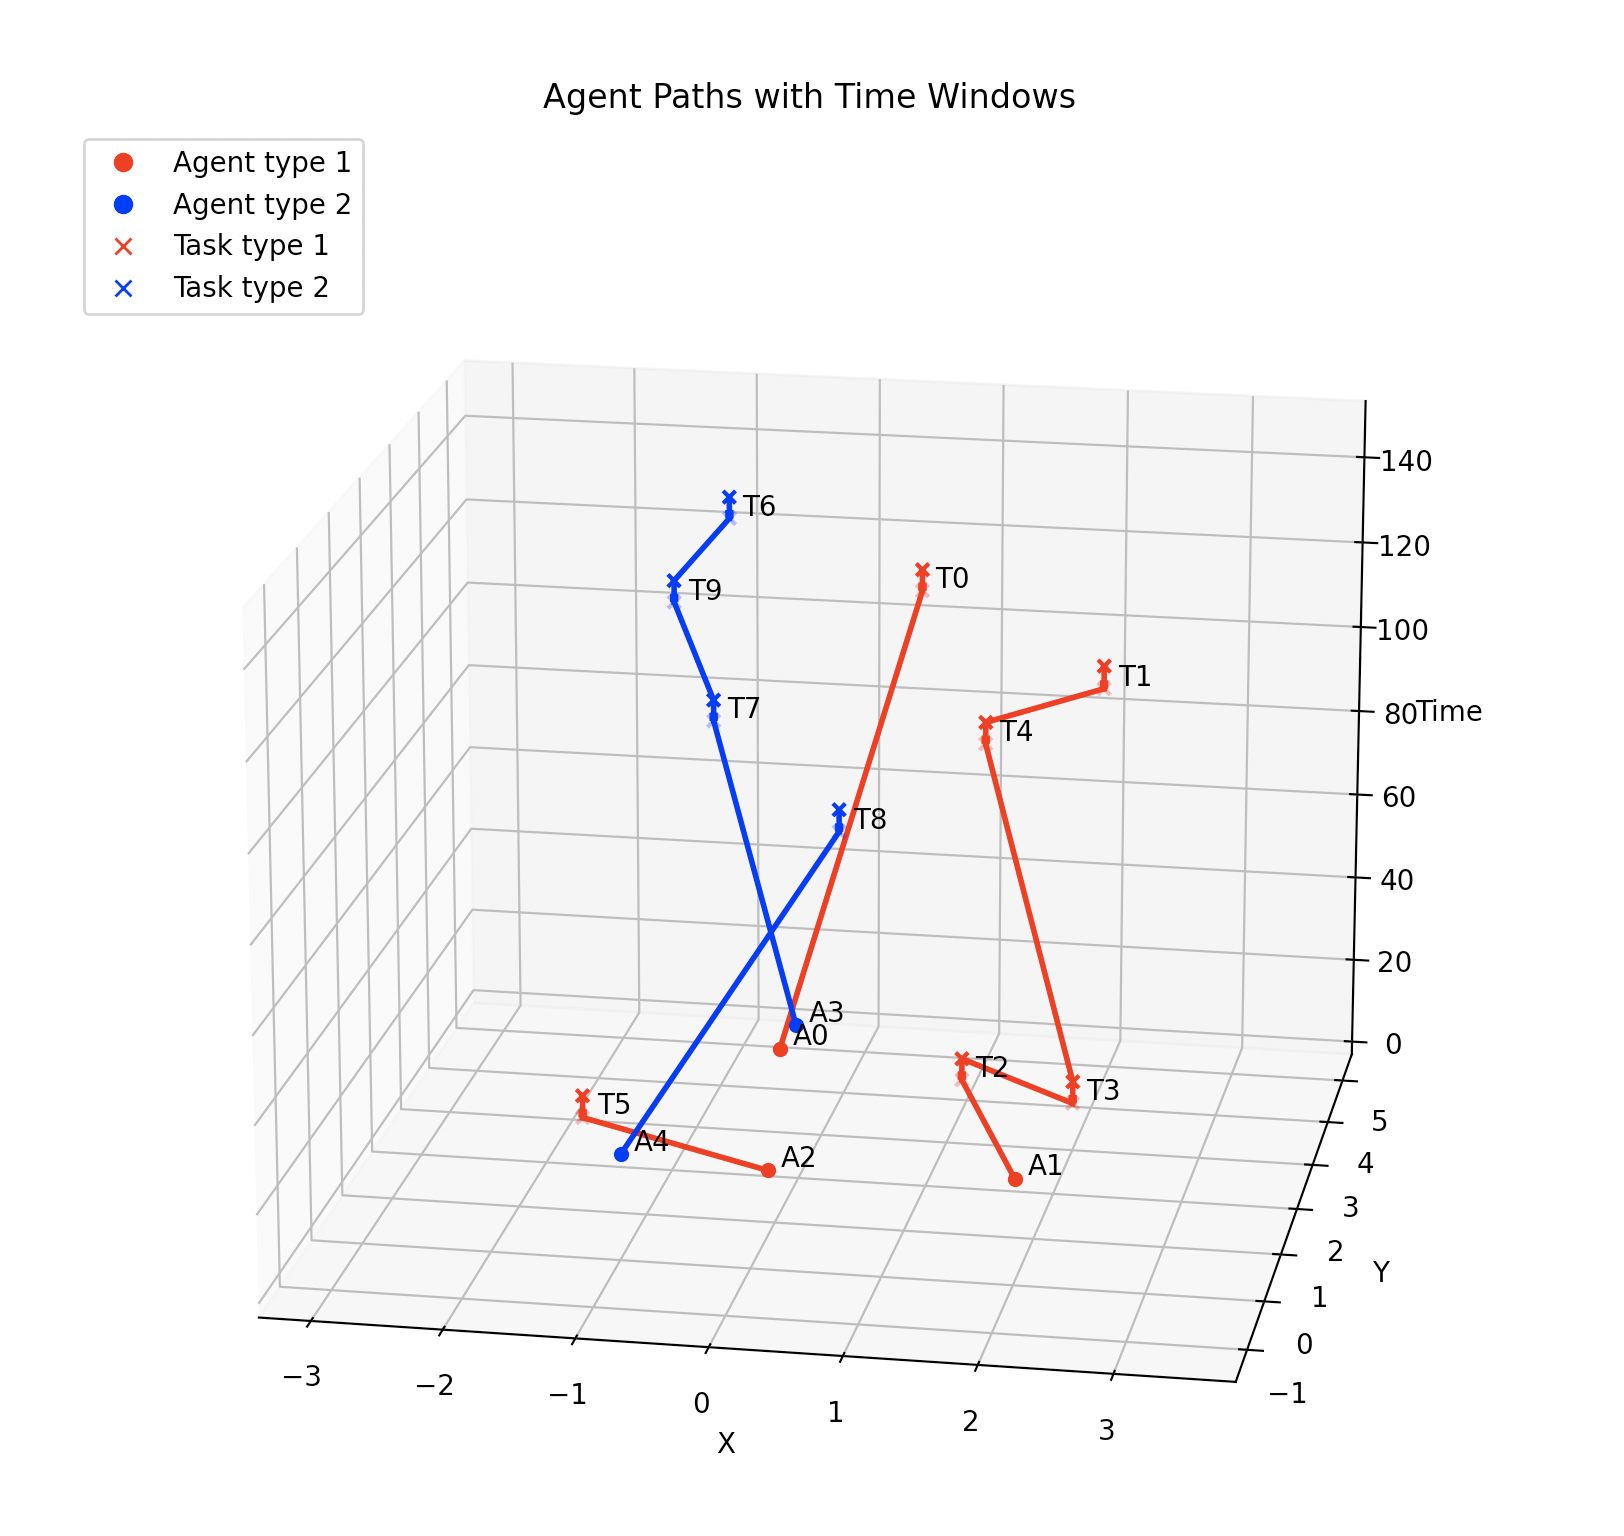 Agent Paths with Time Windows
Agent type 1
Agent type 2
Task type 1
Task type 2
T6
T9
T0
T7
T1
T4
T8
A3
A0
T2
T3
T5
A4
A2
A1
140
120
100
80
Time
60
40
20
0
5
4
3
2
1
0
−1
Y
−3
−2
−1
0
1
2
3
X